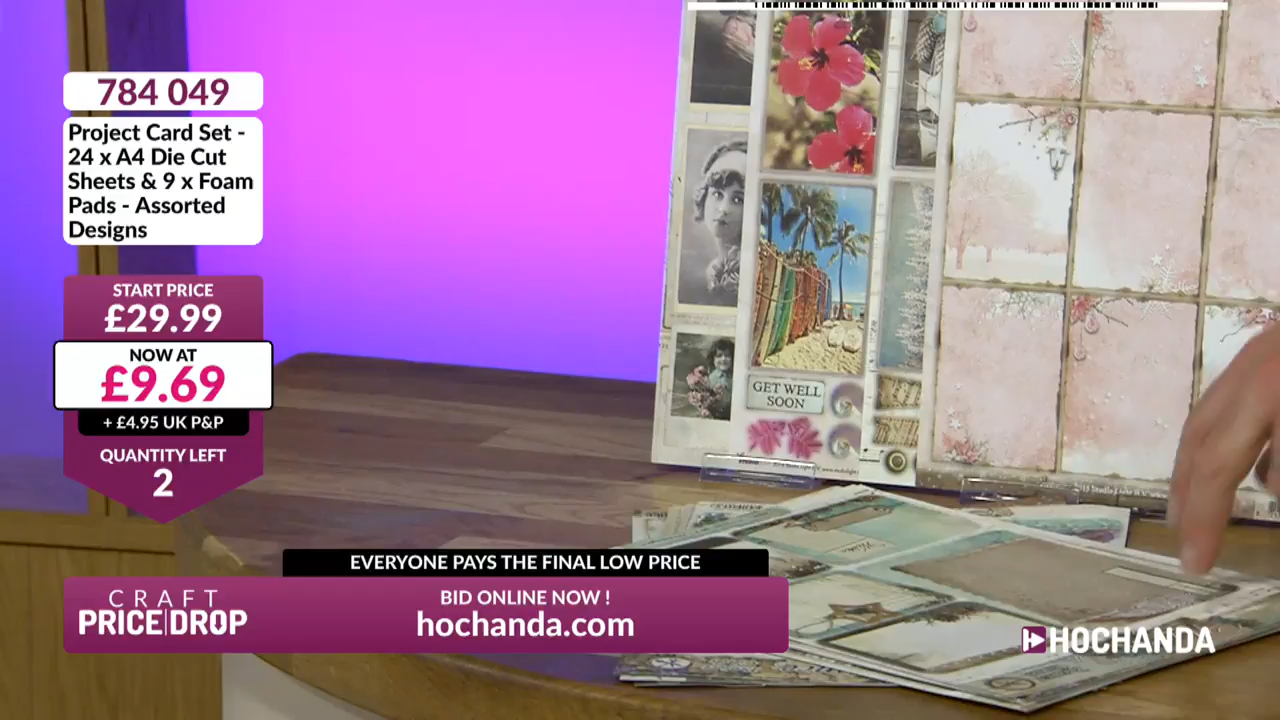 784 049
Project Card Set -
24 x A4 Die Cut
Sheets & 9 x Foam
Pads - Assorted
Designs
START PRICE
£29.99
NOW AT
£9.69
+ £4.95 UK P&P
QUANTITY LEFT
2
GET WELL
SOON
EVERYONE PAYS THE FINAL LOW PRICE
CRAFT
PRICE DROP
BID ONLINE NOW !
hochanda.com
HOCHANDA